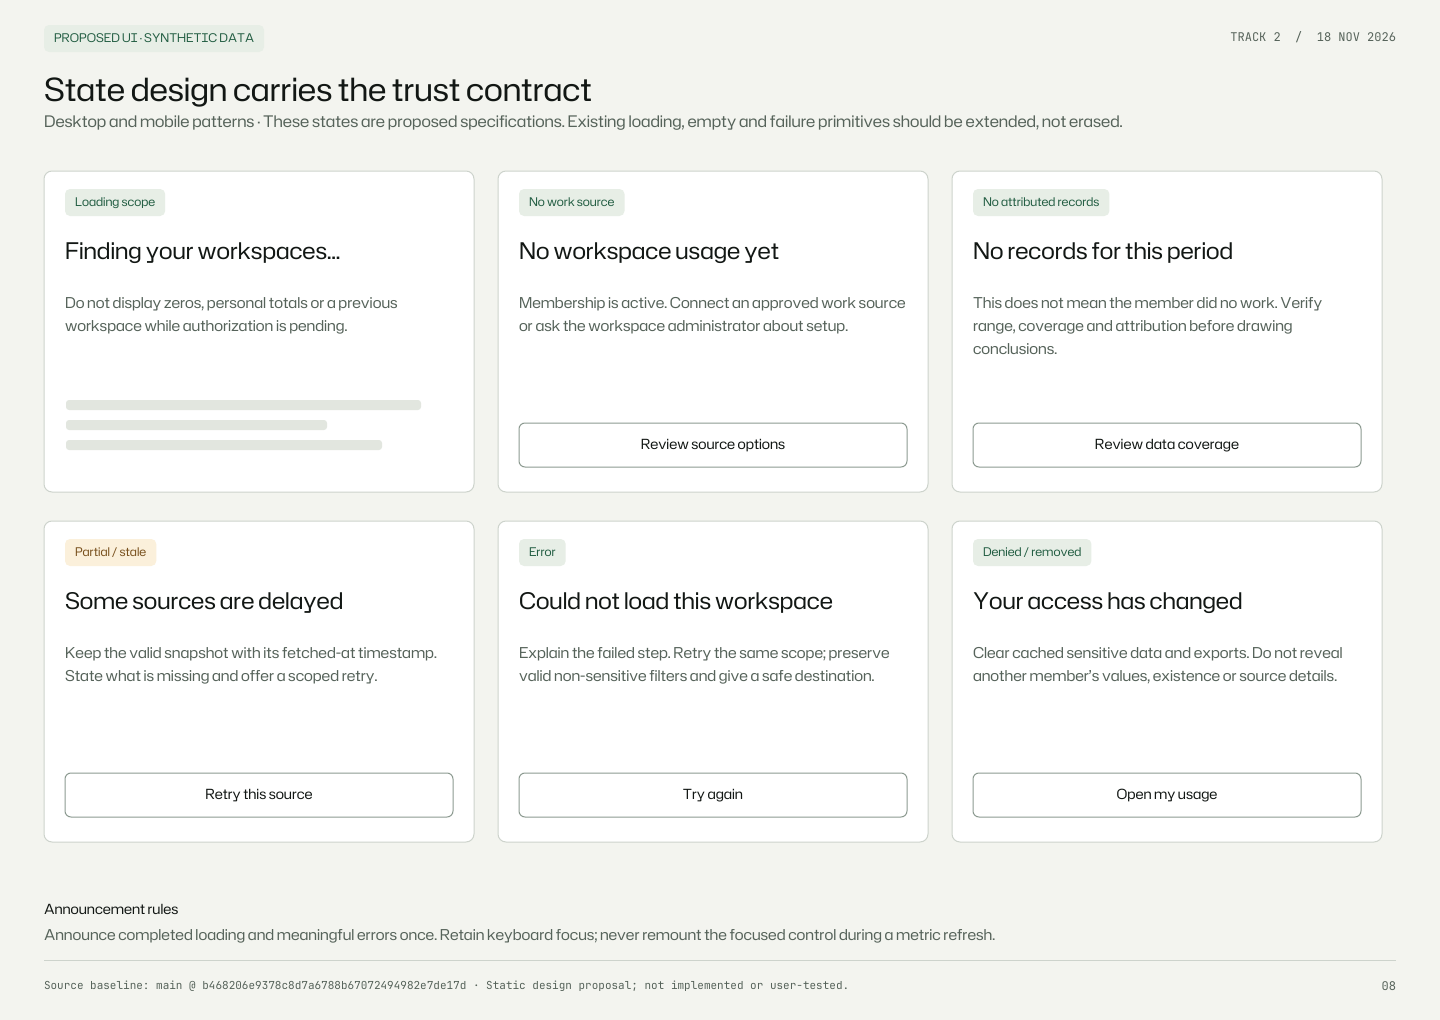 PROPOSED UI · SYNTHETIC DATA
TRACK 2 / 18 NOV 2026
State design carries the trust contract
Desktop and mobile patterns · These states are proposed specifications. Existing loading, empty and failure primitives should be extended, not erased.
Loading scope
Finding your workspaces...
Do not display zeros, personal totals or a previous
workspace while authorization is pending.
No work source
No workspace usage yet
Membership is active. Connect an approved work source
or ask the workspace administrator about setup.
Review source options
No attributed records
No records for this period
This does not mean the member did no work. Verify
range, coverage and attribution before drawing
conclusions.
Review data coverage
Partial / stale
Some sources are delayed
Keep the valid snapshot with its fetched-at timestamp.
State what is missing and offer a scoped retry.
Retry this source
Error
Could not load this workspace
Explain the failed step. Retry the same scope; preserve
valid non-sensitive filters and give a safe destination.
Try again
Denied / removed
Your access has changed
Clear cached sensitive data and exports. Do not reveal
another member's values, existence or source details.
Open my usage
Announcement rules
Announce completed loading and meaningful errors once. Retain keyboard focus; never remount the focused control during a metric refresh.
Source baseline: main @ b468206e9378c8d7a6788b67072494982e7de17d · Static design proposal; not implemented or user-tested.
08